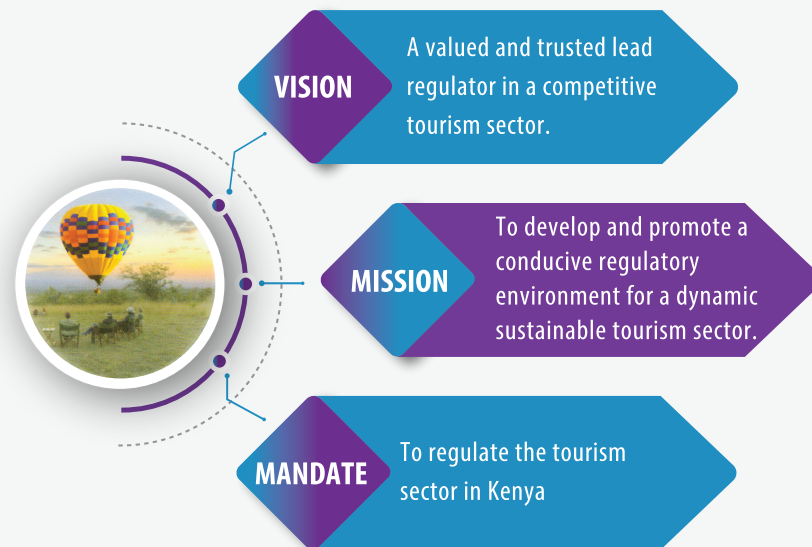 VISION
A valued and trusted lead
regulator in a competitive
tourism sector.
MISSION
To develop and promote a
conducive regulatory
environment for a dynamic
sustainable tourism sector.
MANDATE
To regulate the tourism
sector in Kenya